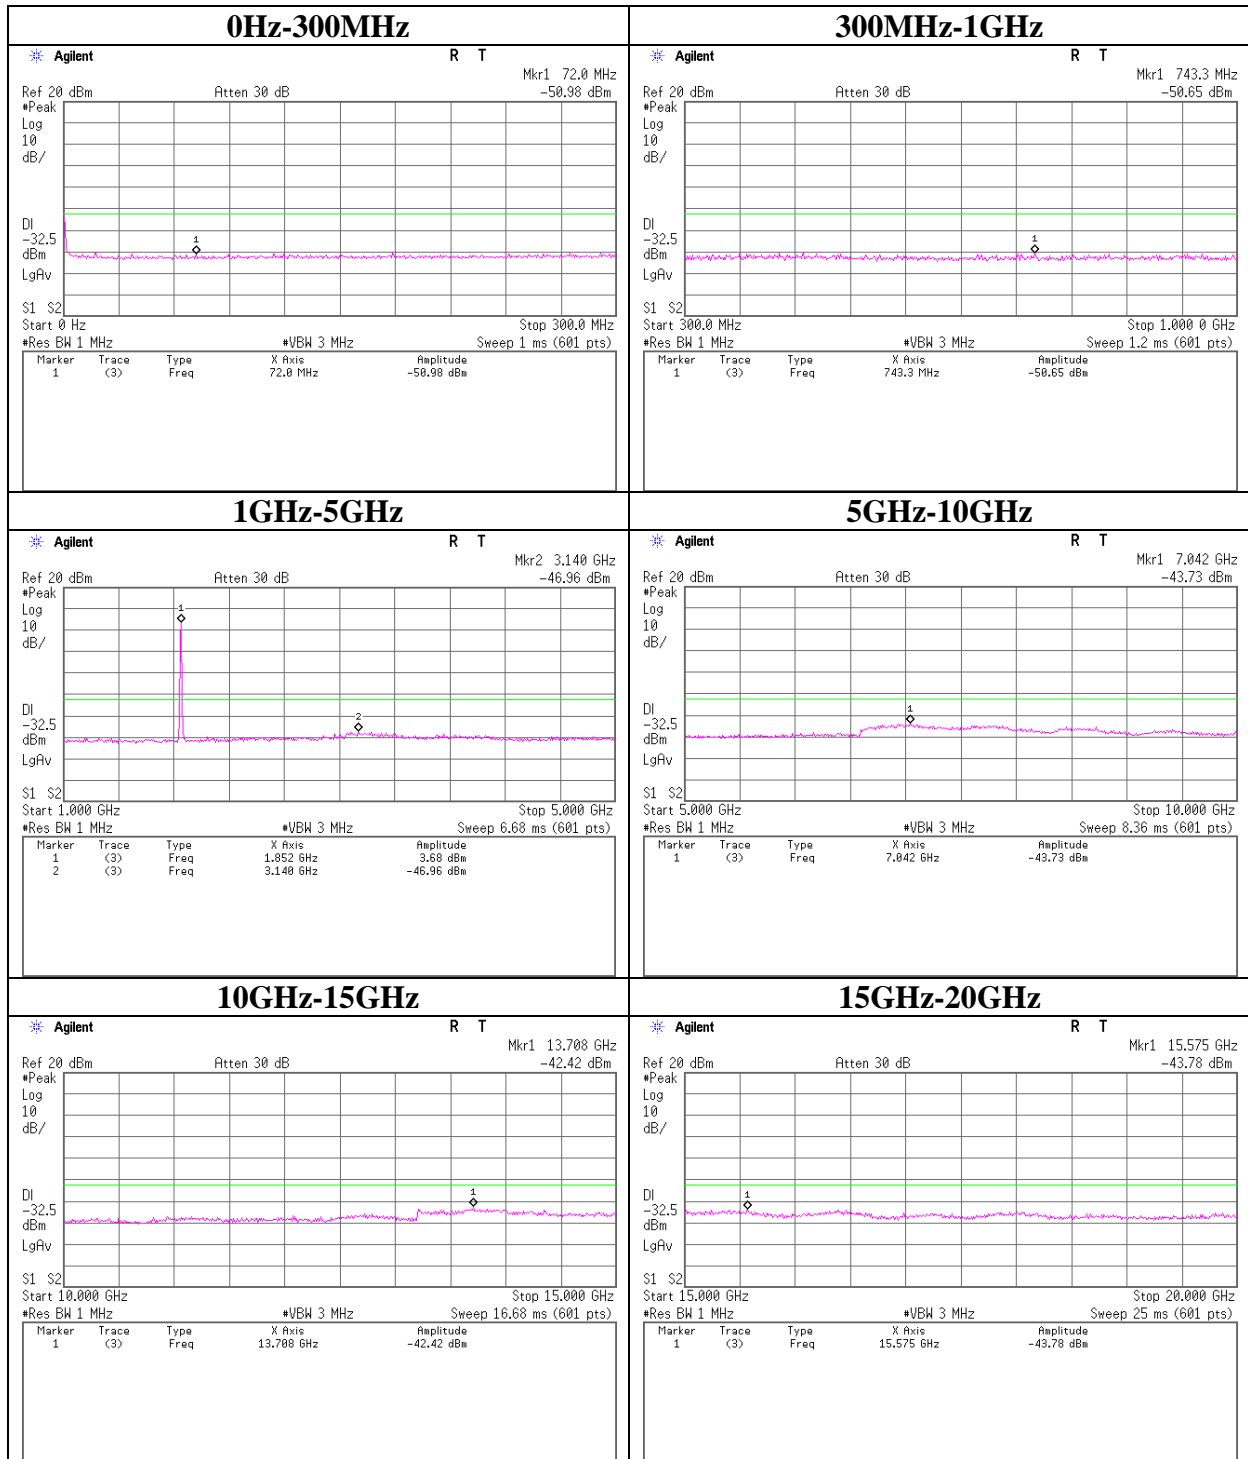 0Hz-300MHz
Agilent R T
Mkr1 72.0 MHz
Ref 20 dBm Atten 30 dB -50.98 dBm
#Peak
Log
10
dB/
1
DI
-32.5
dBm
LgAv
S1 S2
Start 0 Hz Stop 300.0 MHz
#Res BW 1 MHz #VBW 3 MHz Sweep 1 ms (601 pts)
Marker Trace Type X Axis Amplitude
1 (3) Freq 72.0 MHz -50.98 dBm
300MHz-1GHz
Agilent R T
Mkr1 743.3 MHz
Ref 20 dBm Atten 30 dB -50.65 dBm
#Peak
Log
10
dB/
1
DI
-32.5
dBm
LgAv
S1 S2
Start 300.0 MHz Stop 1.000 0 GHz
#Res BW 1 MHz #VBW 3 MHz Sweep 1.2 ms (601 pts)
Marker Trace Type X Axis Amplitude
1 (3) Freq 743.3 MHz -50.65 dBm
1GHz-5GHz
Agilent R T
Mkr2 3.140 GHz
Ref 20 dBm Atten 30 dB -46.96 dBm
#Peak
Log
10
dB/
1
2
DI
-32.5
dBm
LgAv
S1 S2
Start 1.000 GHz Stop 5.000 GHz
#Res BW 1 MHz #VBW 3 MHz Sweep 6.68 ms (601 pts)
Marker Trace Type X Axis Amplitude
1 (3) Freq 1.852 GHz 3.68 dBm
2 (3) Freq 3.140 GHz -46.96 dBm
5GHz-10GHz
Agilent R T
Mkr1 7.042 GHz
Ref 20 dBm Atten 30 dB -43.73 dBm
#Peak
Log
10
dB/
1
DI
-32.5
dBm
LgAv
S1 S2
Start 5.000 GHz Stop 10.000 GHz
#Res BW 1 MHz #VBW 3 MHz Sweep 8.36 ms (601 pts)
Marker Trace Type X Axis Amplitude
1 (3) Freq 7.042 GHz -43.73 dBm
10GHz-15GHz
Agilent R T
Mkr1 13.708 GHz
Ref 20 dBm Atten 30 dB -42.42 dBm
#Peak
Log
10
dB/
1
DI
-32.5
dBm
LgAv
S1 S2
Start 10.000 GHz Stop 15.000 GHz
#Res BW 1 MHz #VBW 3 MHz Sweep 16.68 ms (601 pts)
Marker Trace Type X Axis Amplitude
1 (3) Freq 13.708 GHz -42.42 dBm
15GHz-20GHz
Agilent R T
Mkr1 15.575 GHz
Ref 20 dBm Atten 30 dB -43.78 dBm
#Peak
Log
10
dB/
1
DI
-32.5
dBm
LgAv
S1 S2
Start 15.000 GHz Stop 20.000 GHz
#Res BW 1 MHz #VBW 3 MHz Sweep 25 ms (601 pts)
Marker Trace Type X Axis Amplitude
1 (3) Freq 15.575 GHz -43.78 dBm